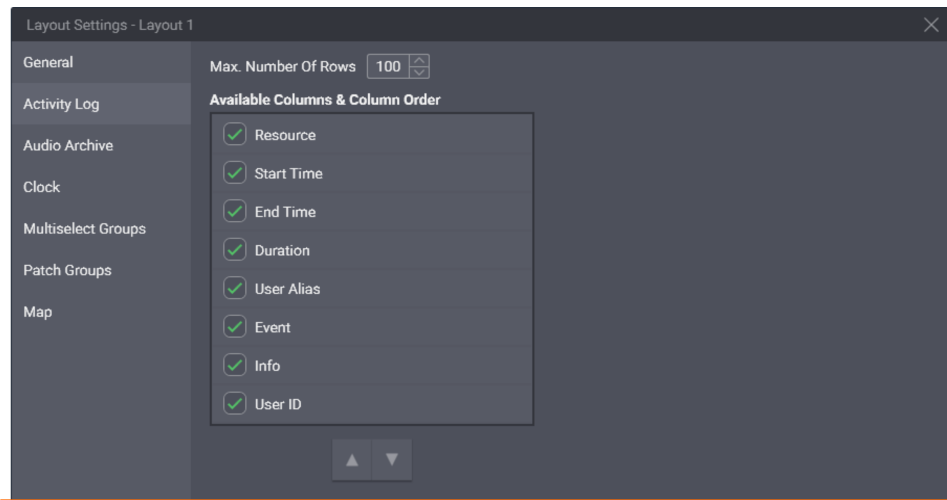 Layout Settings - Layout 1
General
Activity Log
Audio Archive
Clock
Multiselect Groups
Patch Groups
Map
Max. Number Of Rows 100
Available Columns & Column Order
Resource
Start Time
End Time
Duration
User Alias
Event
Info
User ID